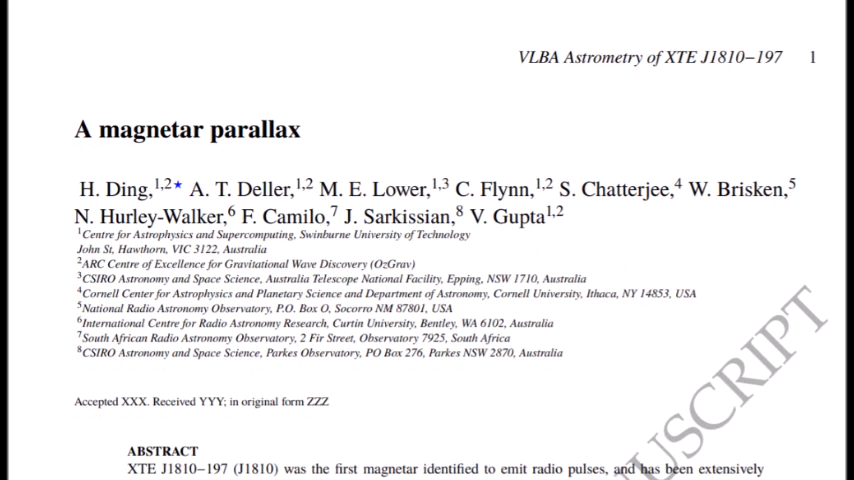 VLBA Astrometry of XTE J1810−197 1
A magnetar parallax
H. Ding,1,2★ A. T. Deller,1,2 M. E. Lower,1,3 C. Flynn,1,2 S. Chatterjee,4 W. Brisken,5
N. Hurley-Walker,6 F. Camilo,7 J. Sarkissian,8 V. Gupta1,2
1Centre for Astrophysics and Supercomputing, Swinburne University of Technology
John St, Hawthorn, VIC 3122, Australia
2ARC Centre of Excellence for Gravitational Wave Discovery (OzGrav)
3CSIRO Astronomy and Space Science, Australia Telescope National Facility, Epping, NSW 1710, Australia
4Cornell Center for Astrophysics and Planetary Science and Department of Astronomy, Cornell University, Ithaca, NY 14853, USA
5National Radio Astronomy Observatory, P.O. Box O, Socorro NM 87801, USA
6International Centre for Radio Astronomy Research, Curtin University, Bentley, WA 6102, Australia
7South African Radio Astronomy Observatory, 2 Fir Street, Observatory 7925, South Africa
8CSIRO Astronomy and Space Science, Parkes Observatory, PO Box 276, Parkes NSW 2870, Australia
Accepted XXX. Received YYY; in original form ZZZ
ABSTRACT
XTE J1810−197 (J1810) was the first magnetar identified to emit radio pulses, and has been extensively